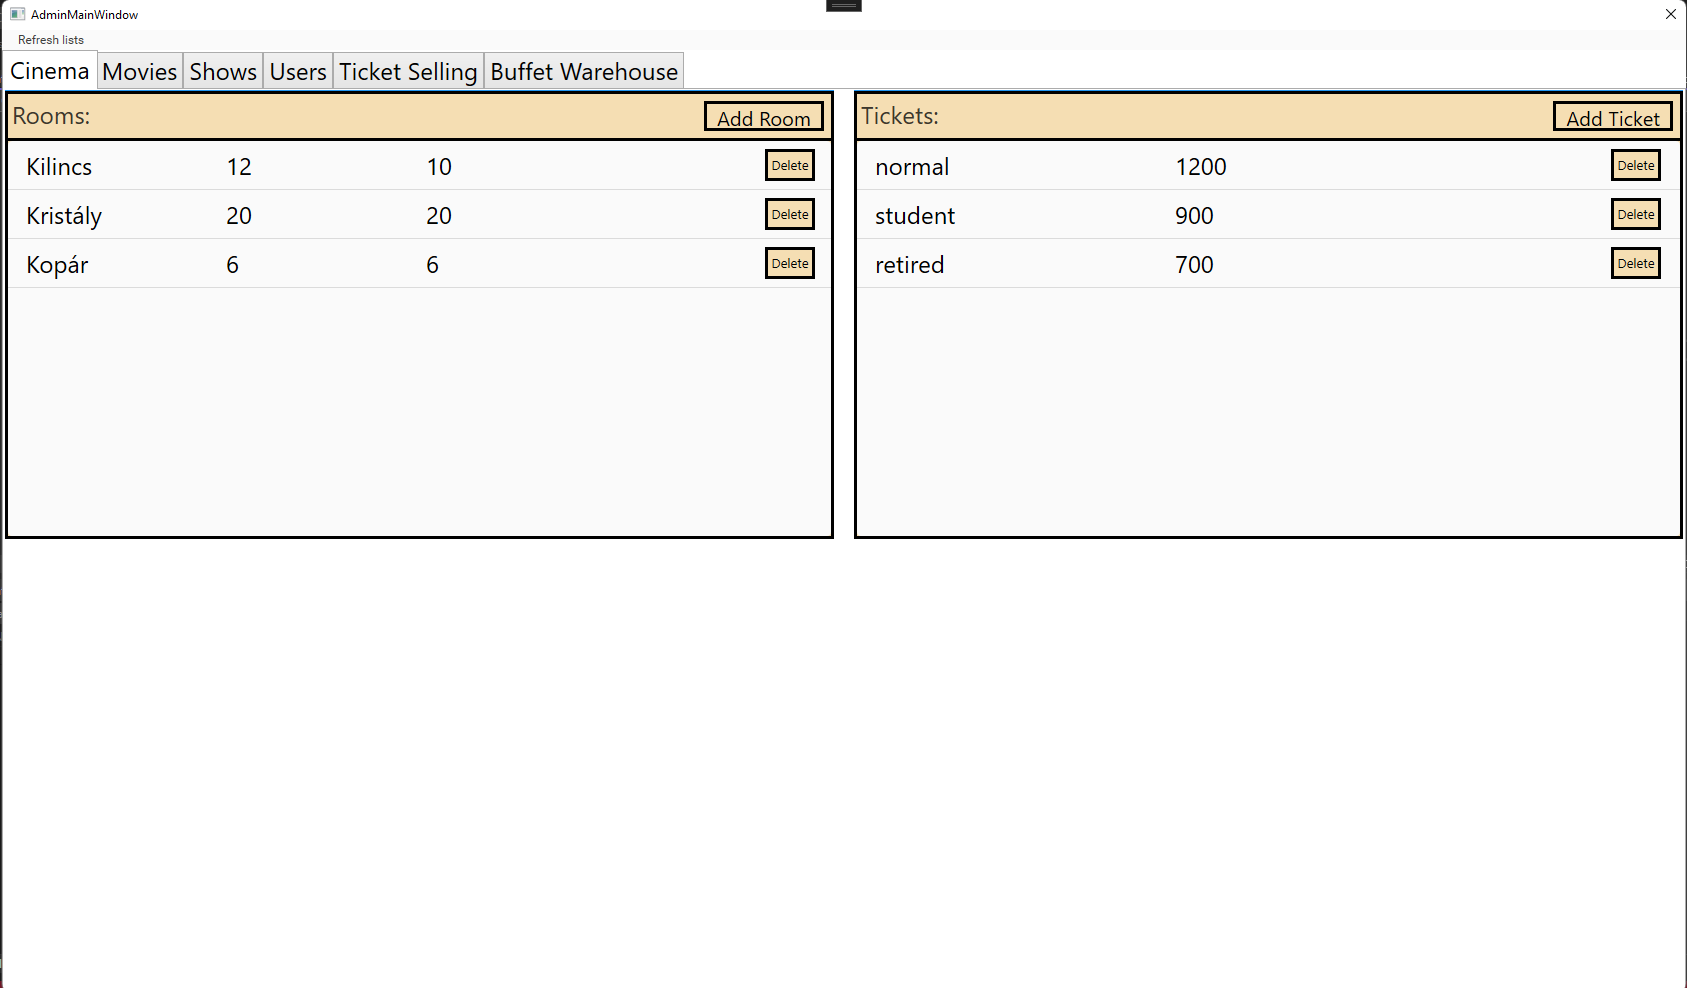 AdminMainWindow
Refresh lists
Cinema Movies Shows Users Ticket Selling Buffet Warehouse
Rooms: Add Room
Kilincs 12 10 Delete
Kristály 20 20 Delete
Kopár 6 6 Delete
Tickets: Add Ticket
normal 1200 Delete
student 900 Delete
retired 700 Delete